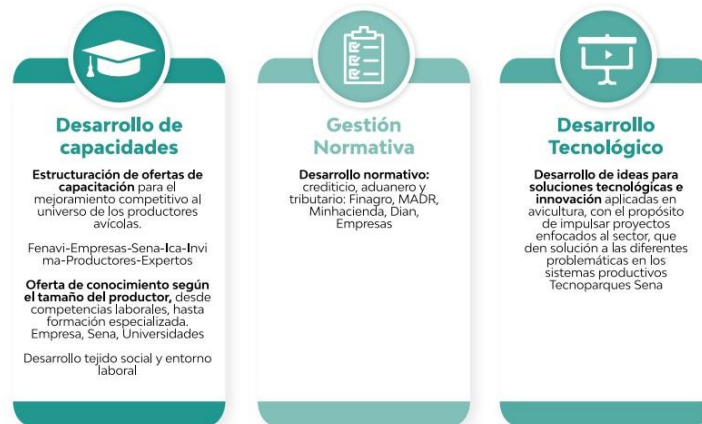 Desarrollo de
capacidades
Estructuración de ofertas de
capacitación para el
mejoramiento competitivo al
universo de los productores
avícolas.
Fenavi-Empresas-Sena-Ica-Invi
ma-Productores-Expertos
Oferta de conocimiento según
el tamaño del productor, desde
competencias laborales, hasta
formación especializada.
Empresa, Sena, Universidades
Desarrollo tejido social y entorno
laboral
Gestión
Normativa
Desarrollo normativo:
crediticio, aduanero y
tributario: Finagro, MADR,
Minhacienda, Dian,
Empresas
Desarrollo
Tecnológico
Desarrollo de ideas para
soluciones tecnológicas e
innovación aplicadas en
avicultura, con el propósito
de impulsar proyectos
enfocados al sector, que
den solución a las diferentes
problemáticas en los
sistemas productivos
Tecnoparques Sena